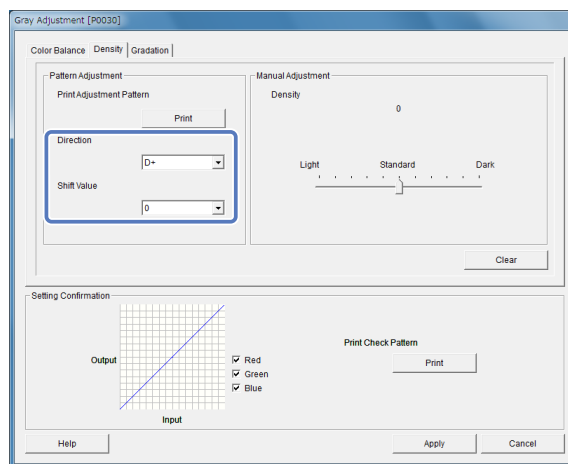 Gray Adjustment [P0030]
Color Balance Density Gradation
Pattern Adjustment
Print Adjustment Pattern
Print
Direction
D+
Shift Value
0
Manual Adjustment
Density
0
Light Standard Dark
Clear
Setting Confirmation
Output
Input
Red
Green
Blue
Print Check Pattern
Print
Help Apply Cancel